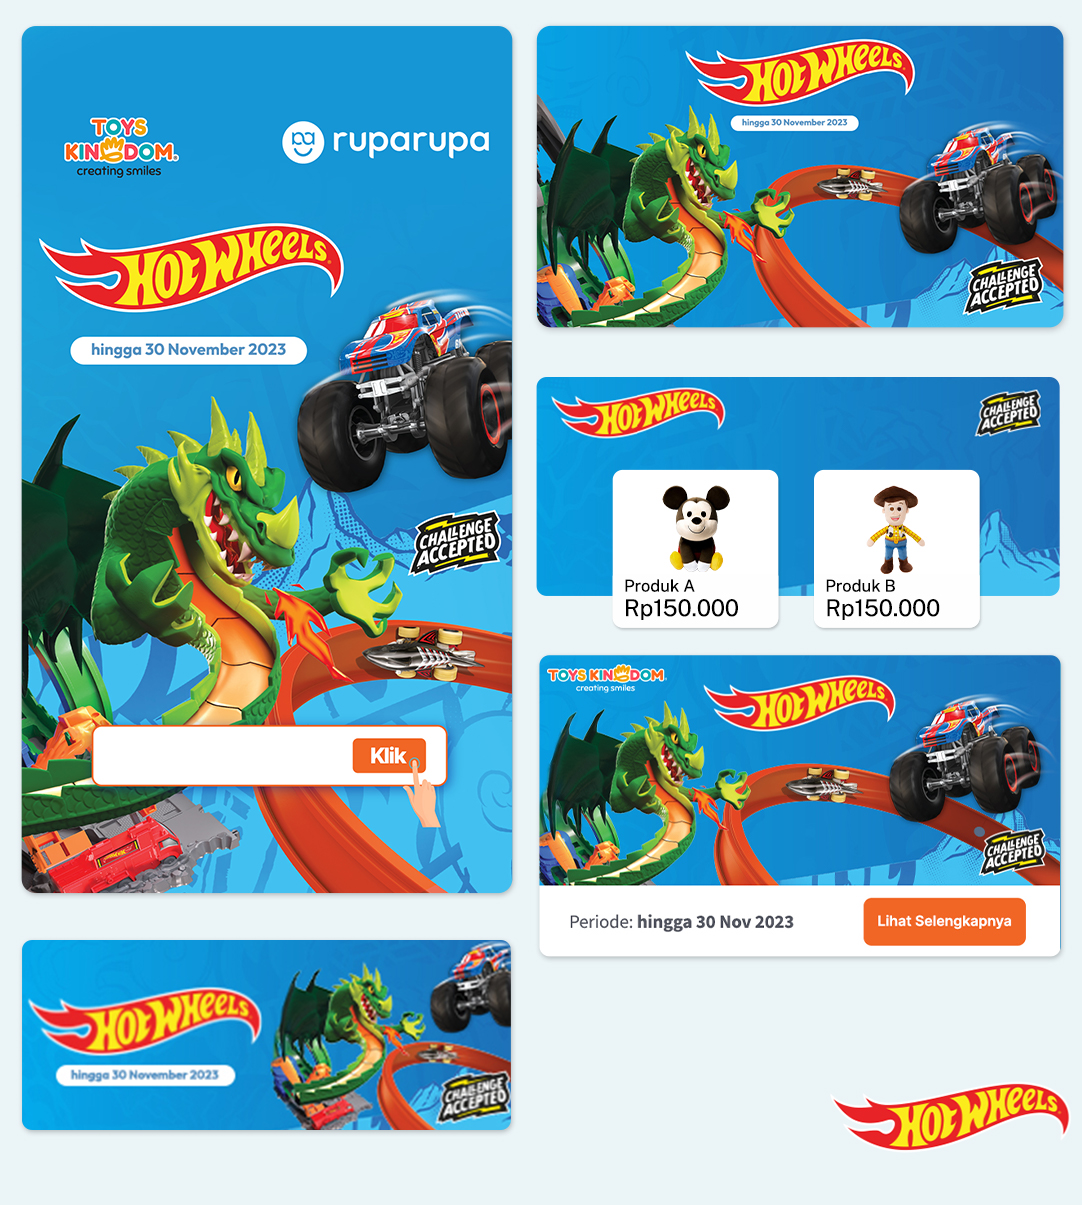 TOYS
KINGDOM
creating smiles
ruparupa
HOT WHEELS
hingga 30 November 2023
CHALLENGE
ACCEPTED
Klik
HOT WHEELS
hingga 30 November 2023
CHALLENGE
ACCEPTED
HOT WHEELS
CHALLENGE
ACCEPTED
Produk A
Rp150.000
Produk B
Rp150.000
TOYS KINGDOM
creating smiles
HOT WHEELS
CHALLENGE
ACCEPTED
Periode: hingga 30 Nov 2023
Lihat Selengkapnya
HOT WHEELS
hingga 30 November 2023
CHALLENGE
ACCEPTED
HOT WHEELS